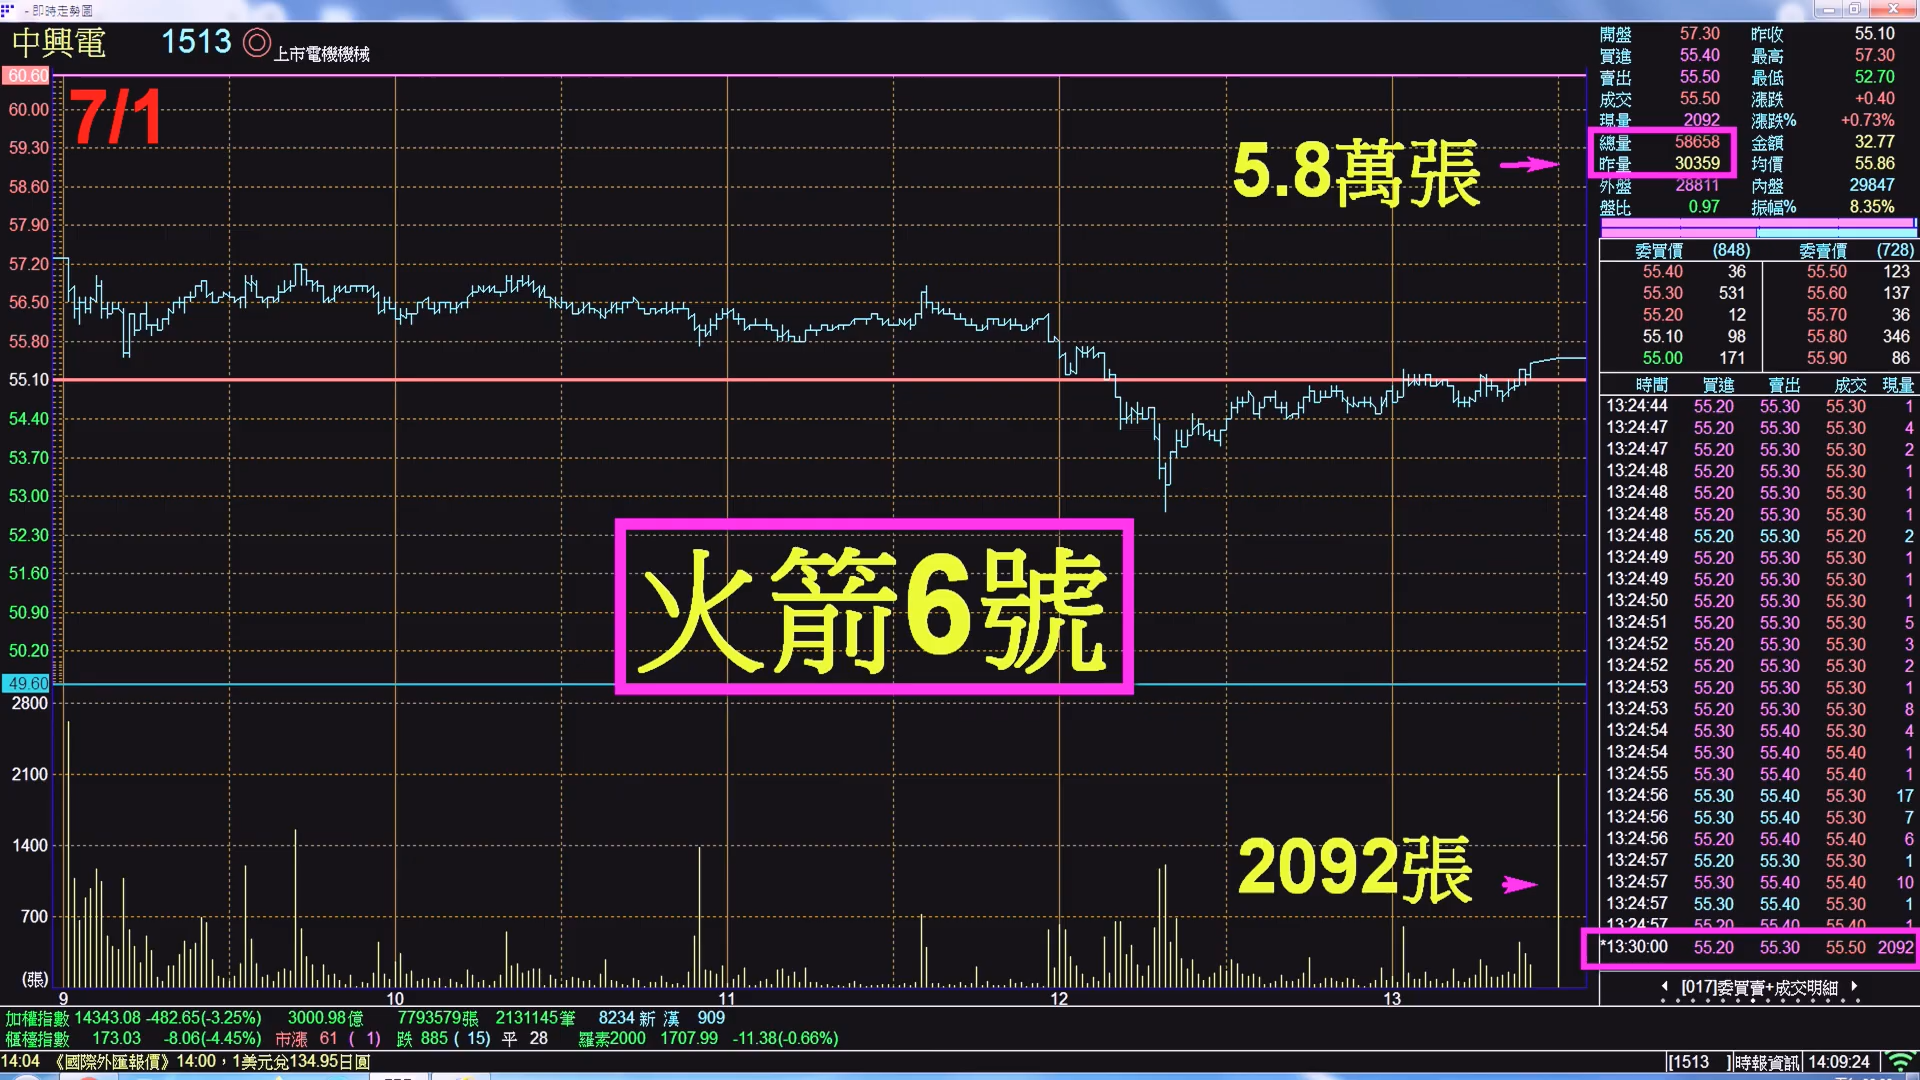 - 即時走勢圖
中興電 1513 ◎ 上市電機機械
7/1
5.8萬張
火箭6號
2092張
60.60
60.00
59.30
58.60
57.90
57.20
56.50
55.80
55.10
54.40
53.70
53.00
52.30
51.60
50.90
50.20
49.60
2800
2100
1400
700
(張)
9 10 11 12 13
開盤 57.30 昨收 55.10
買進 55.40 最高 57.30
賣出 55.50 最低 52.70
成交 55.50 漲跌 +0.40
現量 2092 漲跌% +0.73%
總量 58658 金額 32.77
昨量 30359 均價 55.86
外盤 28811 內盤 29847
盤比 0.97 振幅% 8.35%
委買價 (848) 委賣價 (728)
55.40 36 55.50 123
55.30 531 55.60 137
55.20 12 55.70 36
55.10 98 55.80 346
55.00 171 55.90 86
時間 買進 賣出 成交 現量
13:24:44 55.20 55.30 55.30 1
13:24:47 55.20 55.30 55.30 4
13:24:47 55.20 55.30 55.30 2
13:24:48 55.20 55.30 55.30 1
13:24:48 55.20 55.30 55.30 1
13:24:48 55.20 55.30 55.30 1
13:24:48 55.20 55.30 55.20 2
13:24:49 55.20 55.30 55.30 1
13:24:49 55.20 55.30 55.30 1
13:24:50 55.20 55.30 55.30 1
13:24:51 55.20 55.30 55.30 5
13:24:52 55.20 55.30 55.30 3
13:24:52 55.20 55.30 55.30 2
13:24:53 55.20 55.30 55.30 1
13:24:53 55.20 55.30 55.30 8
13:24:54 55.30 55.40 55.40 4
13:24:54 55.30 55.40 55.40 1
13:24:55 55.30 55.40 55.40 1
13:24:56 55.30 55.40 55.30 17
13:24:56 55.30 55.40 55.30 7
13:24:56 55.20 55.40 55.40 6
13:24:57 55.20 55.30 55.30 1
13:24:57 55.30 55.40 55.40 10
13:24:57 55.30 55.40 55.30 1
13:24:57 55.20 55.40 55.40 1
*13:30:00 55.20 55.30 55.50 2092
[017]委買賣+成交明細
加權指數 14343.08 -482.65(-3.25%) 3000.98億 7793579張 2131145筆 8234 新 漢 909
櫃檯指數 173.03 -8.06(-4.45%) 市漲 61 ( 1) 跌 885 ( 15) 平 28 羅素2000 1707.99 -11.38(-0.66%)
14:04 《國際外匯報價》14:00，1美元兌134.95日圓 [1513 ]時報資訊 14:09:24